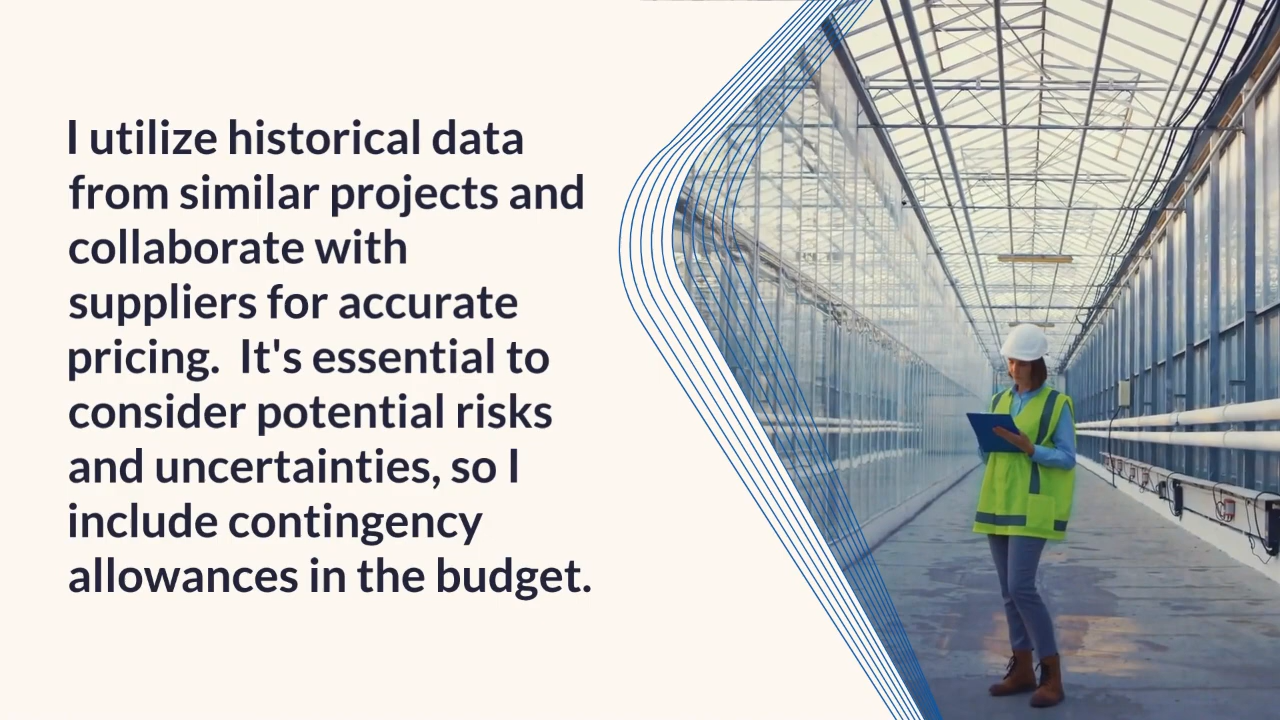 I utilize historical data
from similar projects and
collaborate with
suppliers for accurate
pricing.  It's essential to
consider potential risks
and uncertainties, so I
include contingency
allowances in the budget.